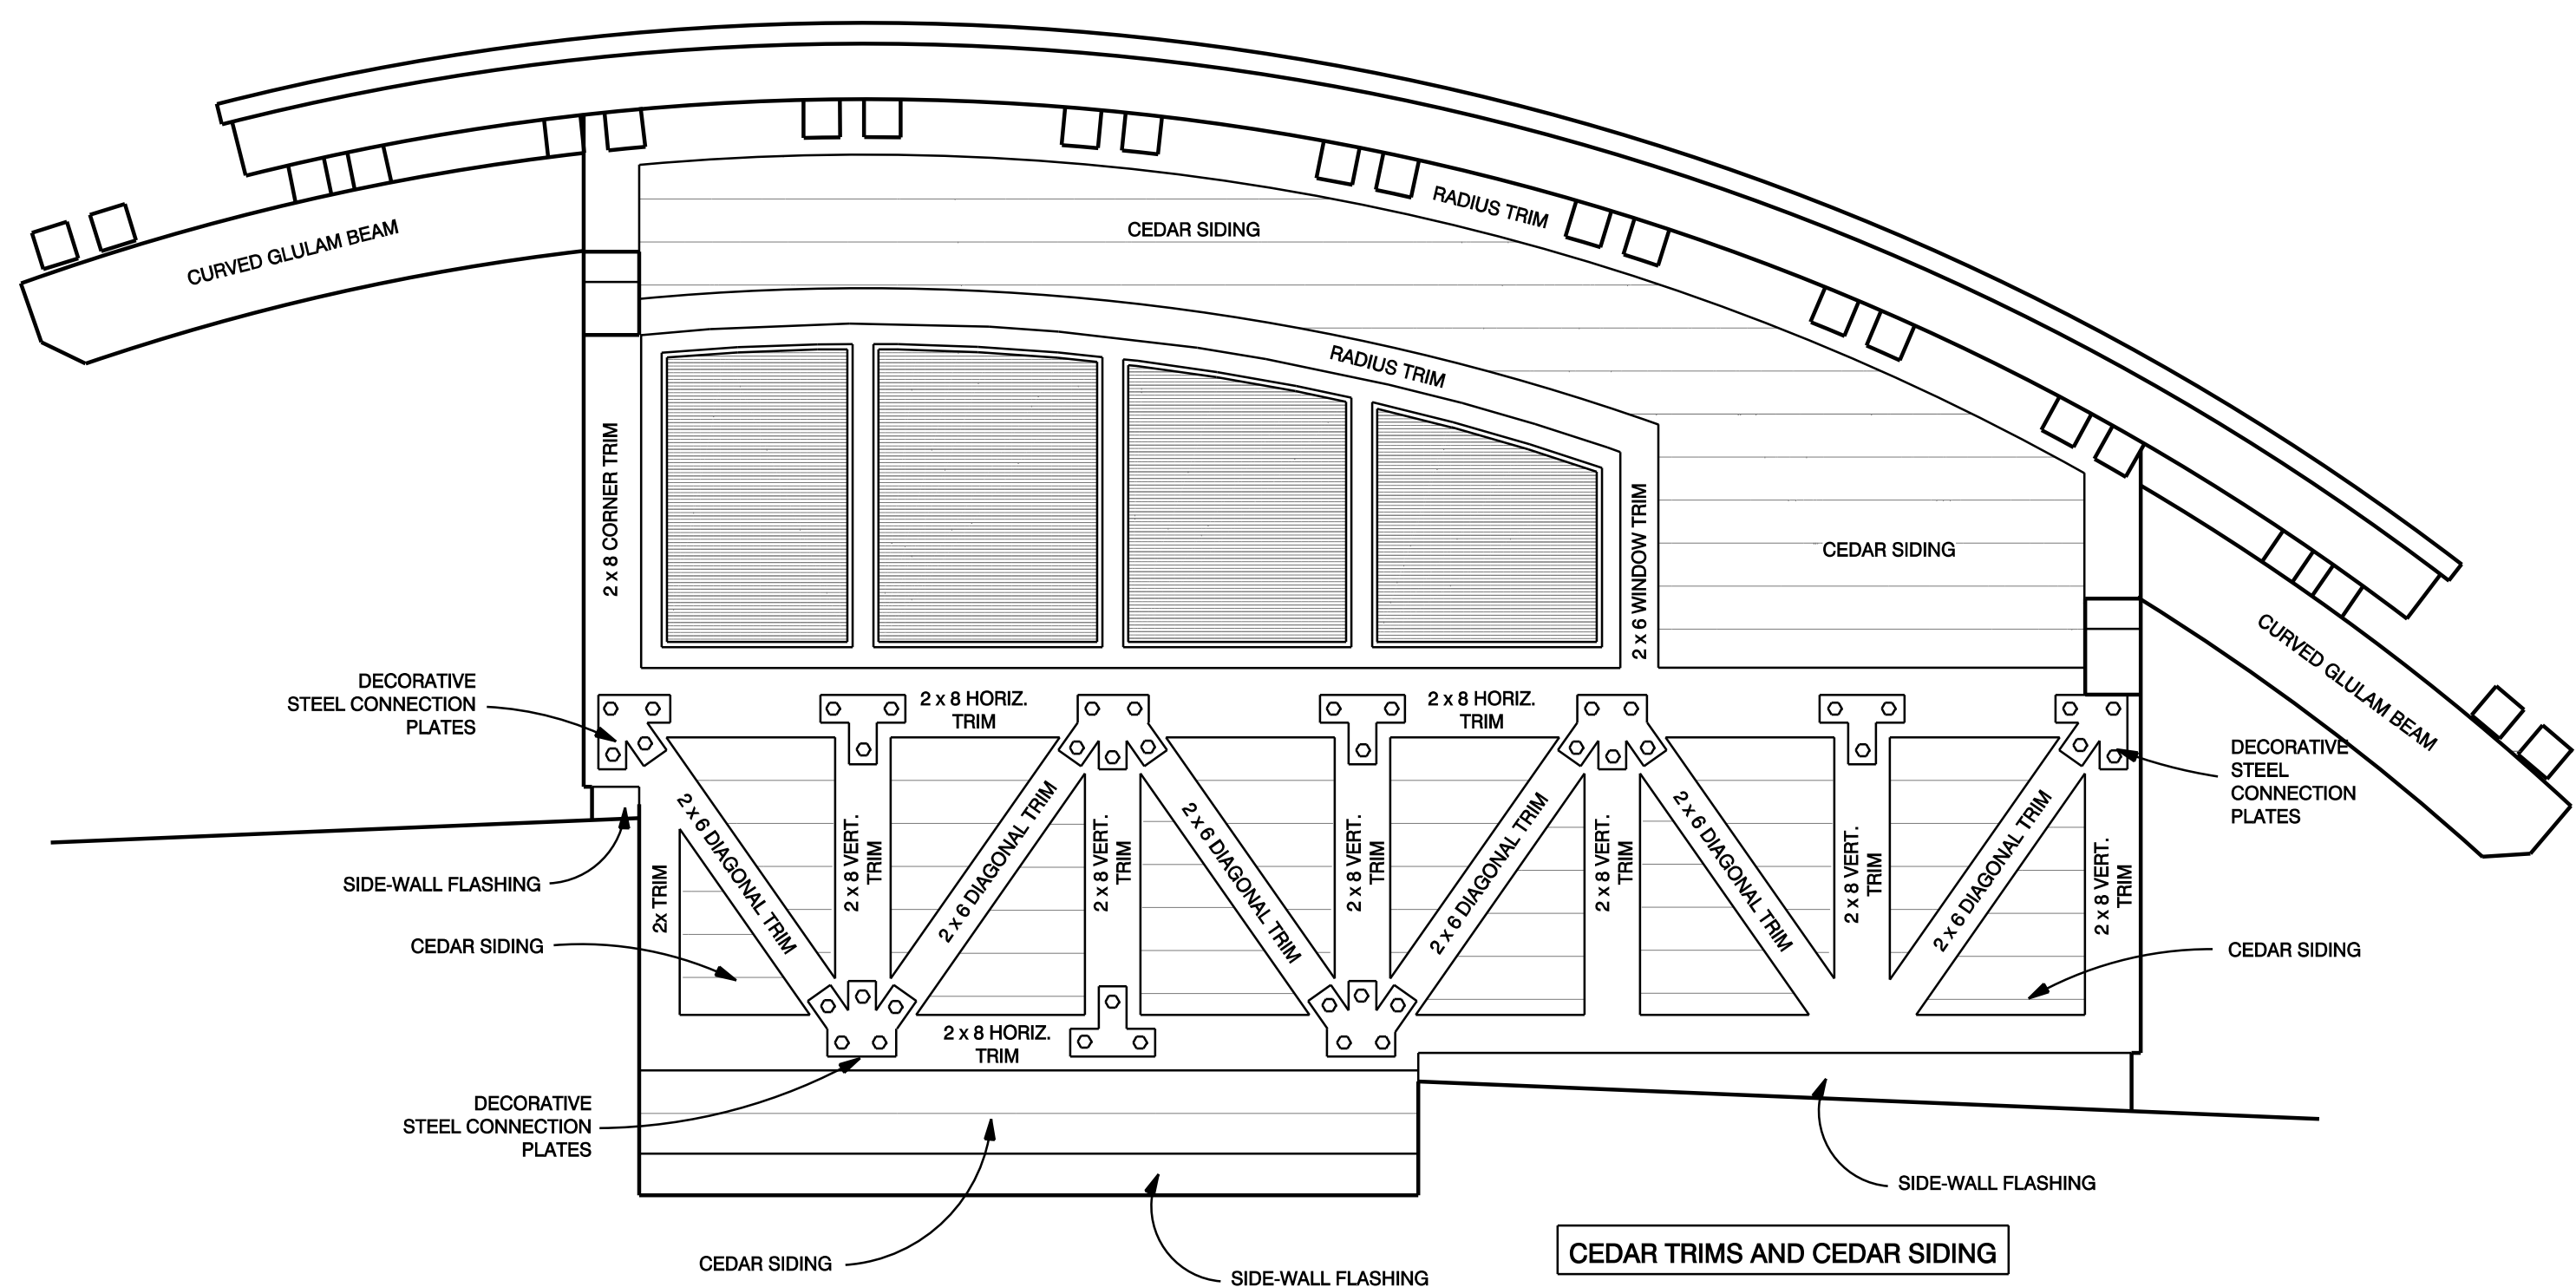 RADIUS TRIM
CEDAR SIDING
CURVED GLULAM BEAM
RADIUS TRIM
2 x 8 CORNER TRIM
2 x 6 WINDOW TRIM
CEDAR SIDING
CURVED GLULAM BEAM
DECORATIVE
STEEL CONNECTION
PLATES
2 x 8 HORIZ.
TRIM
2 x 8 HORIZ.
TRIM
DECORATIVE
STEEL
CONNECTION
PLATES
SIDE-WALL FLASHING
2x TRIM
2 x 6 DIAGONAL TRIM
2 x 8 VERT.
TRIM
2 x 6 DIAGONAL TRIM
2 x 8 VERT.
TRIM
2 x 6 DIAGONAL TRIM
2 x 8 VERT.
TRIM
2 x 6 DIAGONAL TRIM
2 x 8 VERT.
TRIM
2 x 6 DIAGONAL TRIM
2 x 8 VERT.
TRIM
2 x 6 DIAGONAL TRIM
2 x 8 VERT.
TRIM
CEDAR SIDING
CEDAR SIDING
2 x 8 HORIZ.
TRIM
DECORATIVE
STEEL CONNECTION
PLATES
SIDE-WALL FLASHING
CEDAR SIDING
SIDE-WALL FLASHING
CEDAR TRIMS AND CEDAR SIDING